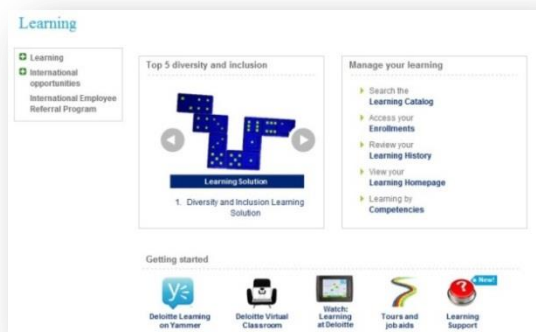 Learning
Learning
International
opportunities
International Employee
Referral Program
Top 5 diversity and inclusion
Learning Solution
1. Diversity and Inclusion Learning
Solution
Manage your learning
Search the
Learning Catalog
Access your
Enrollments
Review your
Learning History
View your
Learning Homepage
Learning by
Competencies
Getting started
Deloitte Learning
on Yammer
Deloitte Virtual
Classroom
Watch:
Learning
at Deloitte
Tours and
job aids
New!
Learning
Support